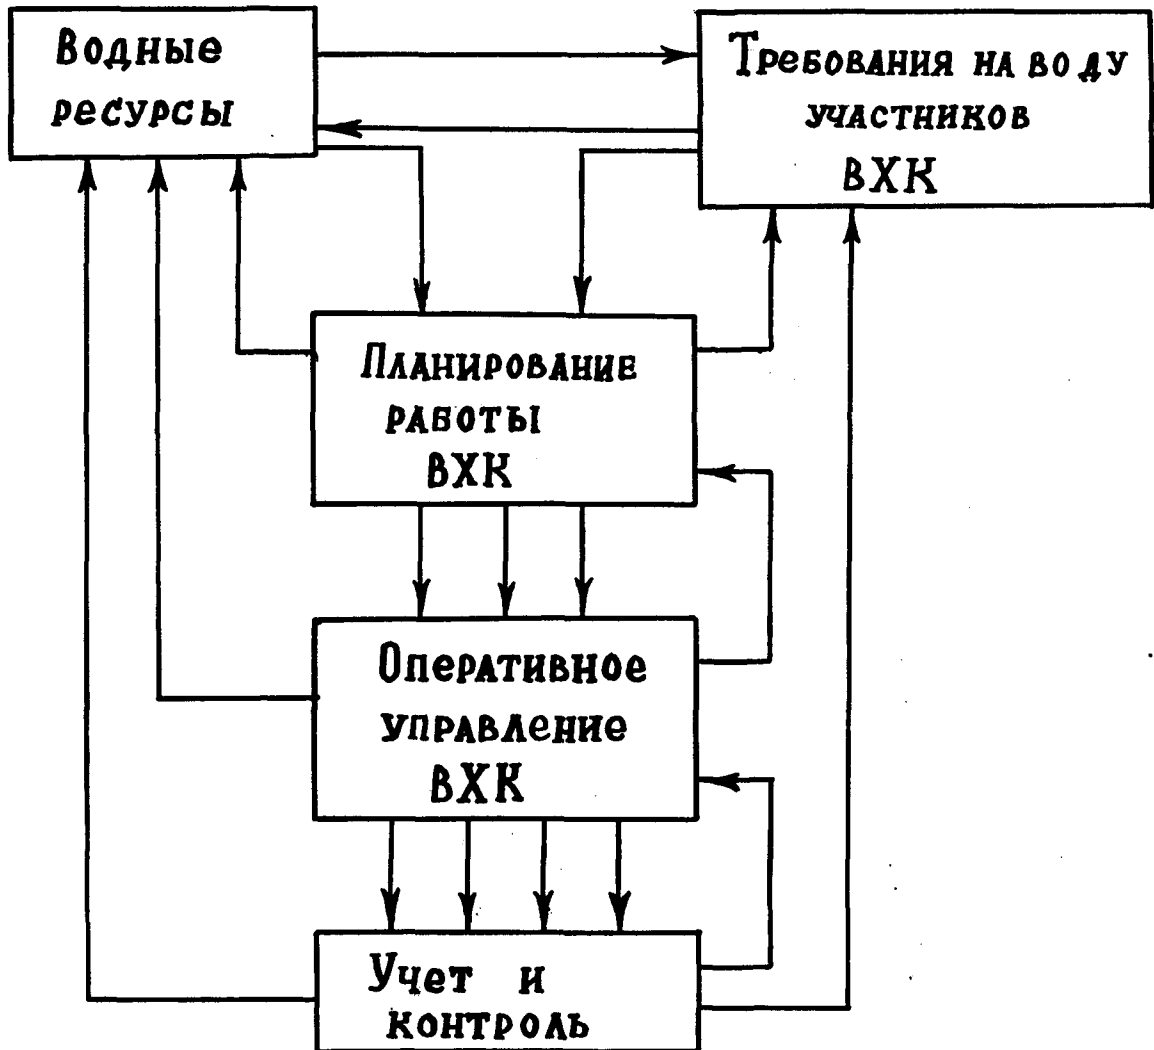 Водные
ресурсы
Требования на воду
участников
ВХК
Планирование
работы
ВХК
Оперативное
управление
ВХК
Учет и
контроль